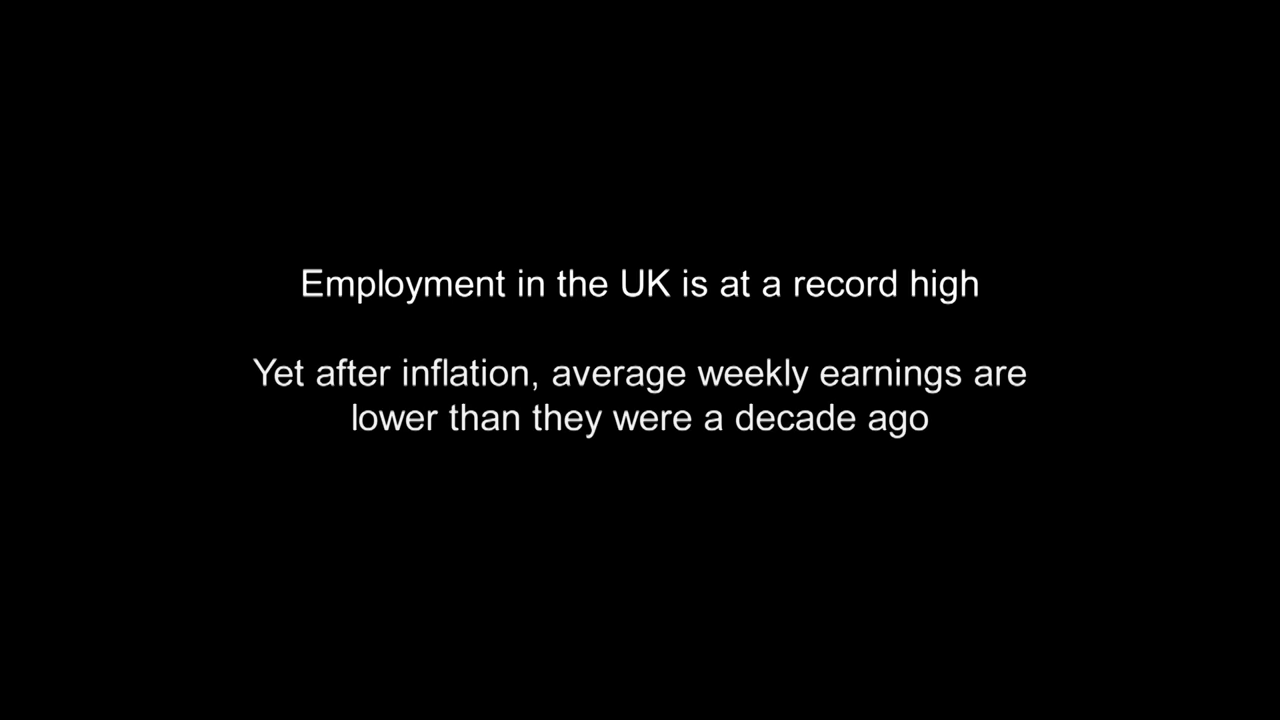 Employment in the UK is at a record high
Yet after inflation, average weekly earnings are
lower than they were a decade ago